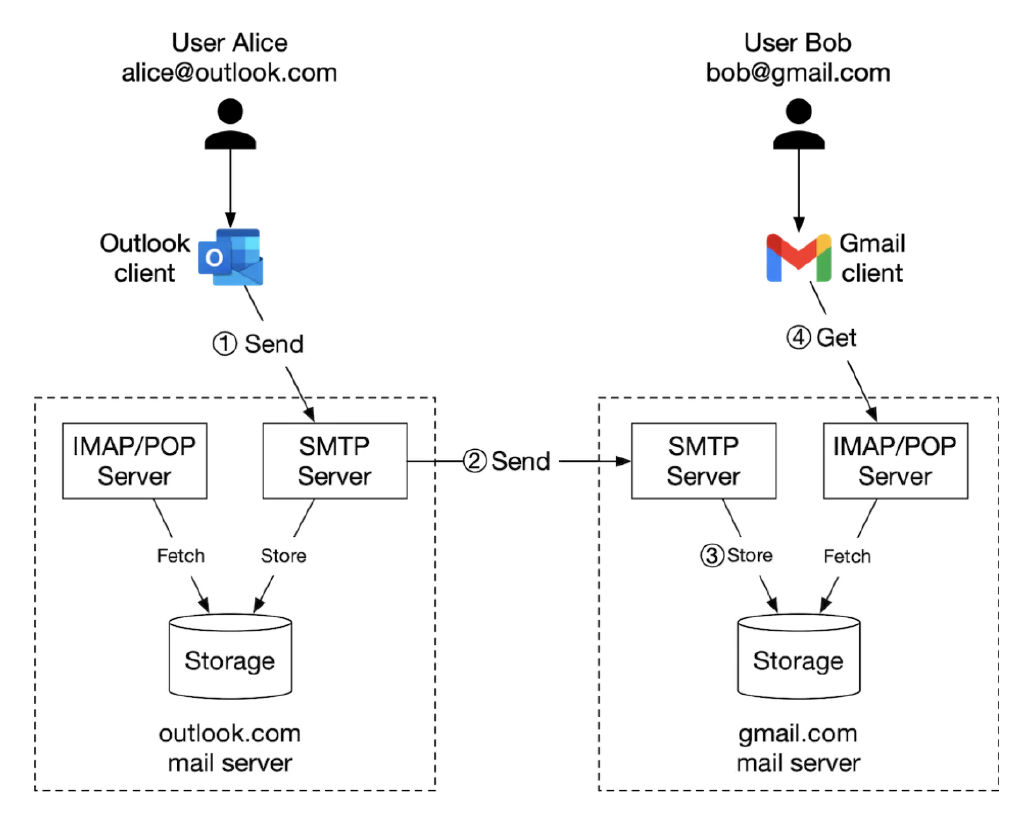 User Alice
alice@outlook.com
User Bob
bob@gmail.com
Outlook
client
O
Gmail
client
① Send
④ Get
IMAP/POP
Server
SMTP
Server
② Send
SMTP
Server
IMAP/POP
Server
Fetch
Store
③ Store
Fetch
Storage
Storage
outlook.com
mail server
gmail.com
mail server